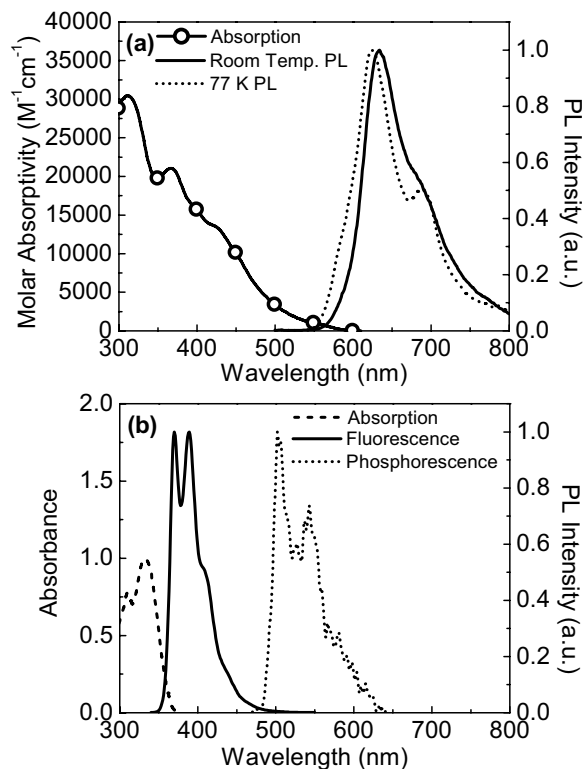 (a)
Absorption
Room Temp. PL
77 K PL
Molar Absorptivity (M⁻¹cm⁻¹)
40000
35000
30000
25000
20000
15000
10000
5000
0
PL Intensity (a.u.)
1.0
0.8
0.6
0.4
0.2
0.0
300 400 500 600 700 800
Wavelength (nm)
(b)
Absorption
Fluorescence
Phosphorescence
Absorbance
2.0
1.5
1.0
0.5
0.0
PL Intensity (a.u.)
1.0
0.8
0.6
0.4
0.2
0.0
300 400 500 600 700 800
Wavelength (nm)